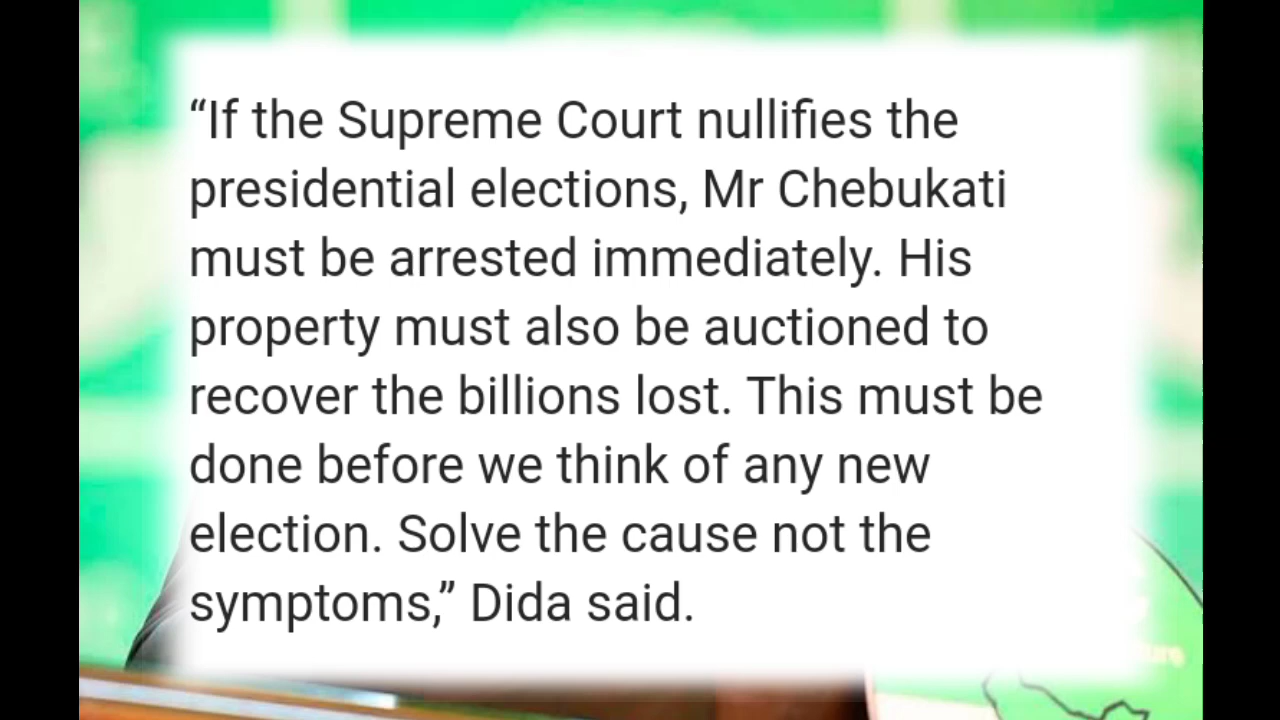 “If the Supreme Court nullifies the
presidential elections, Mr Chebukati
must be arrested immediately. His
property must also be auctioned to
recover the billions lost. This must be
done before we think of any new
election. Solve the cause not the
symptoms,” Dida said.